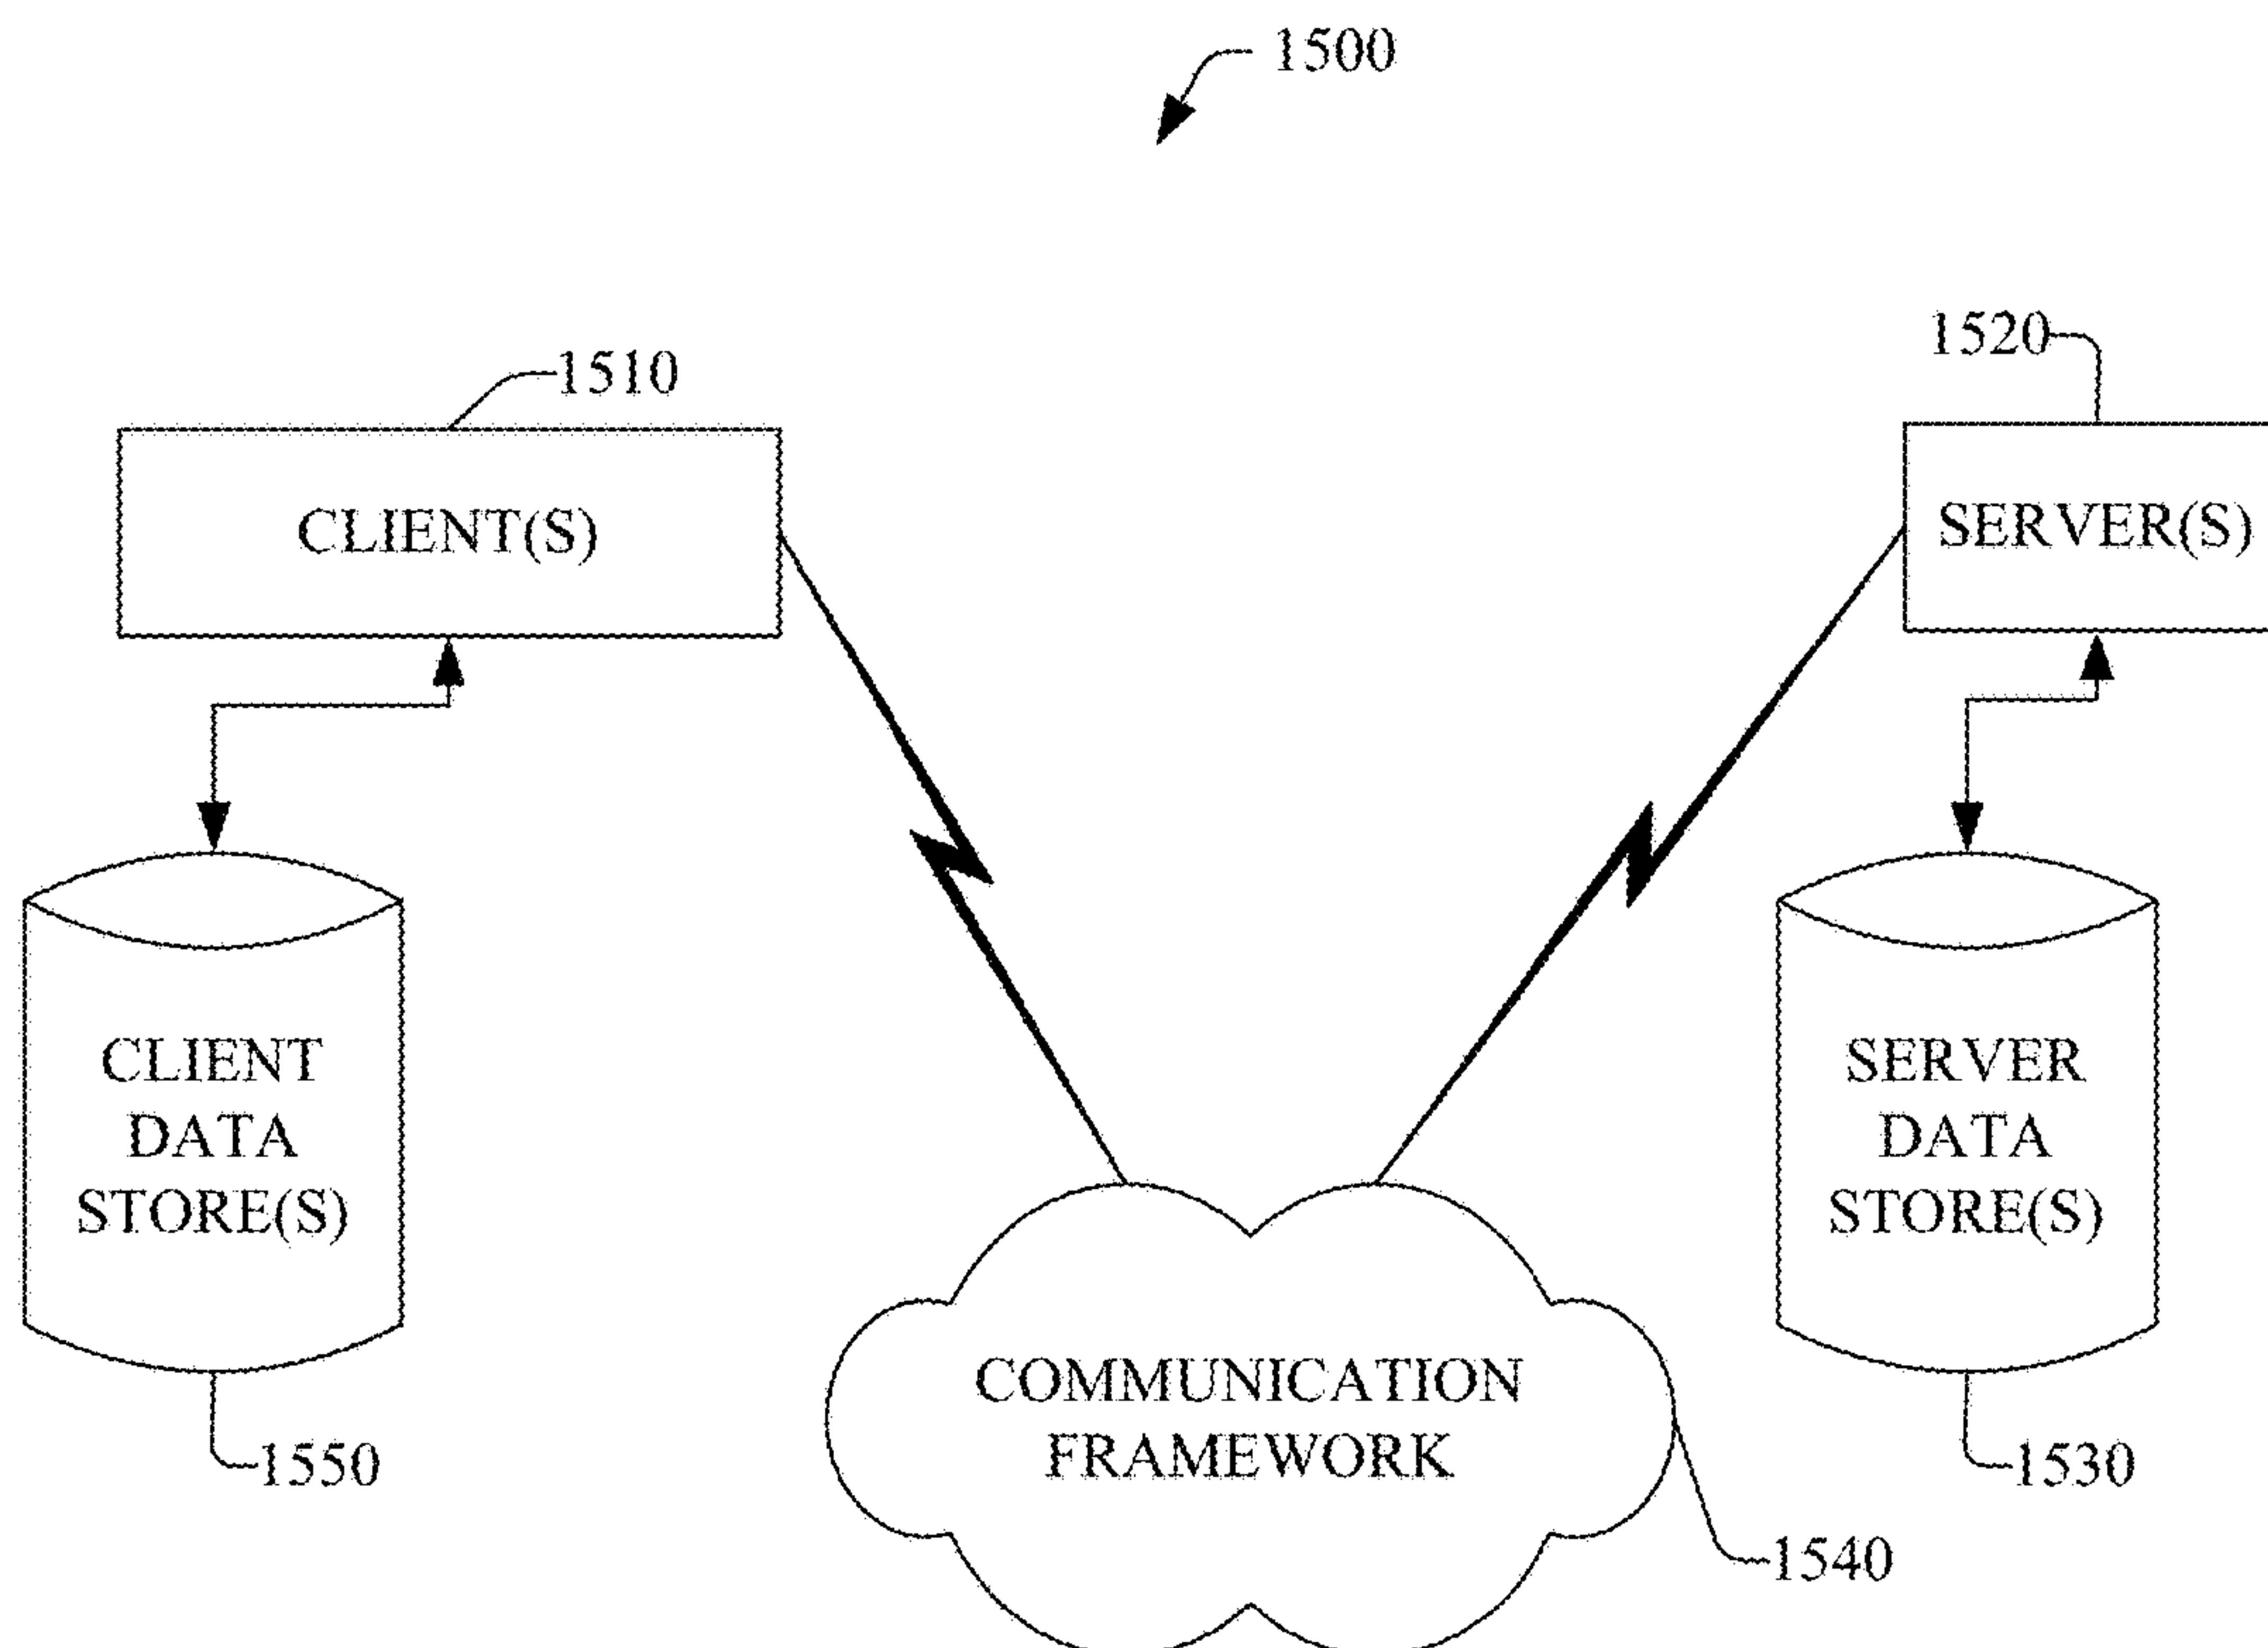 1500
1510
1520
CLIENT(S)
SERVER(S)
CLIENT
DATA
STORE(S)
SERVER
DATA
STORE(S)
COMMUNICATION
FRAMEWORK
1550
1530
1540